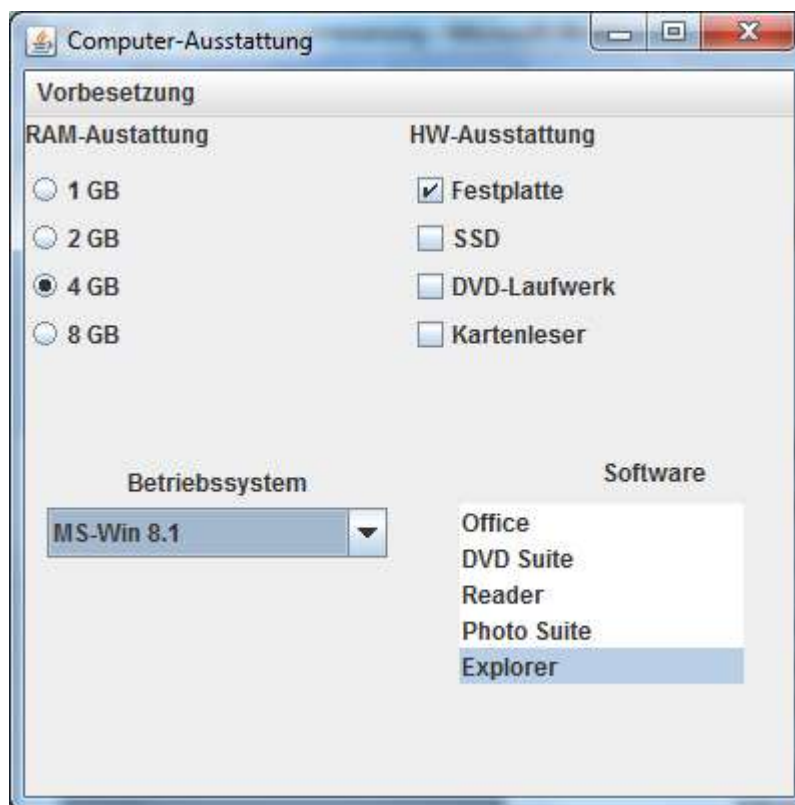 Computer-Ausstattung
Vorbesetzung
RAM-Austattung
HW-Ausstattung
1 GB
Festplatte
2 GB
SSD
4 GB
DVD-Laufwerk
8 GB
Kartenleser
Betriebssystem
Software
MS-Win 8.1
Office
DVD Suite
Reader
Photo Suite
Explorer